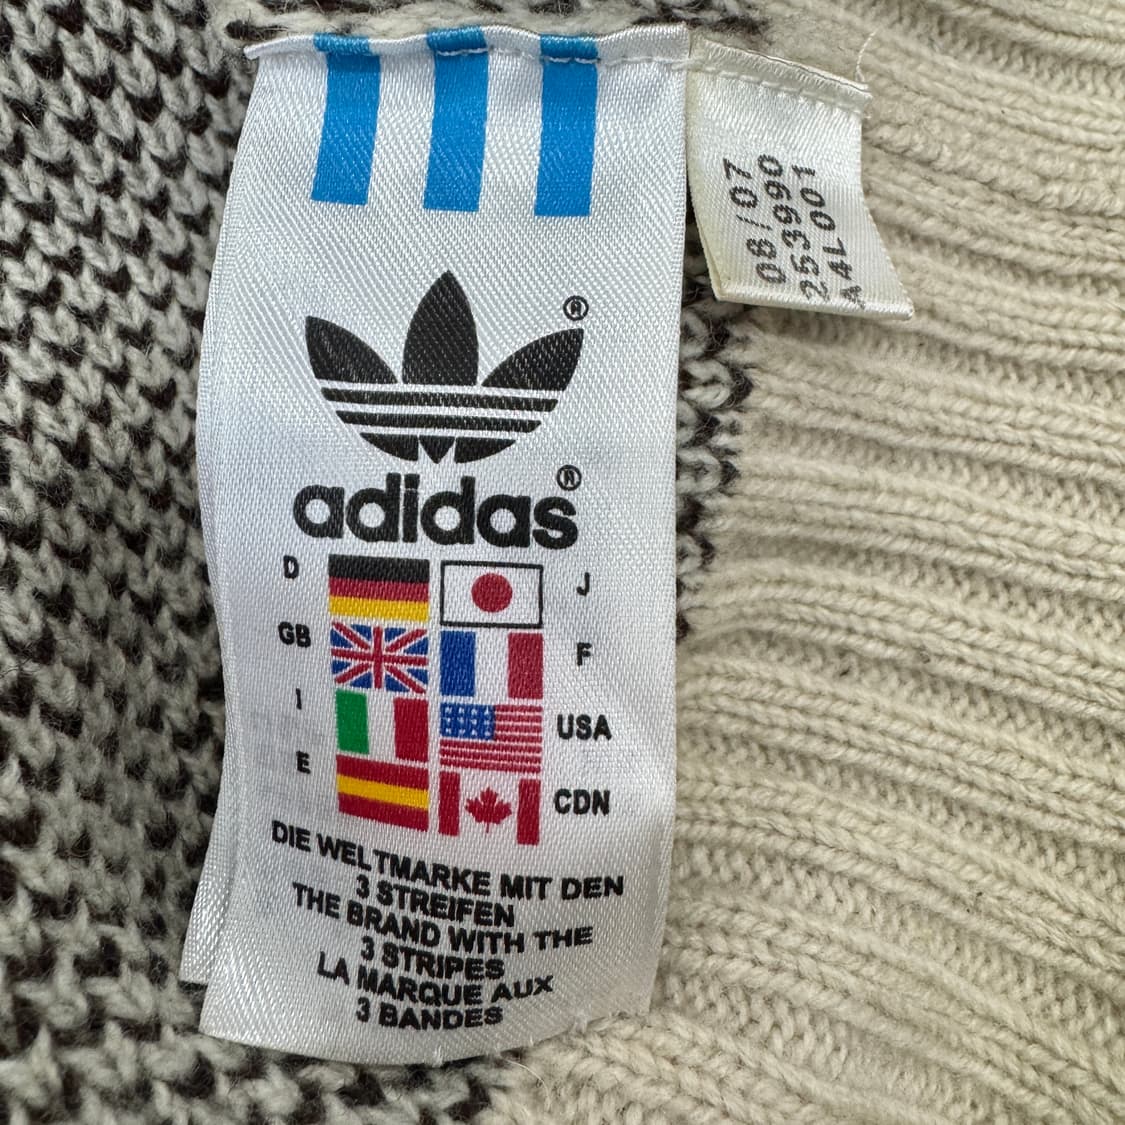 08/07
253990
A4L001
®
adidas®
D
J
GB
F
I
USA
E
CDN
DIE WELTMARKE MIT DEN
3 STREIFEN
THE BRAND WITH THE
3 STRIPES
LA MARQUE AUX
3 BANDES